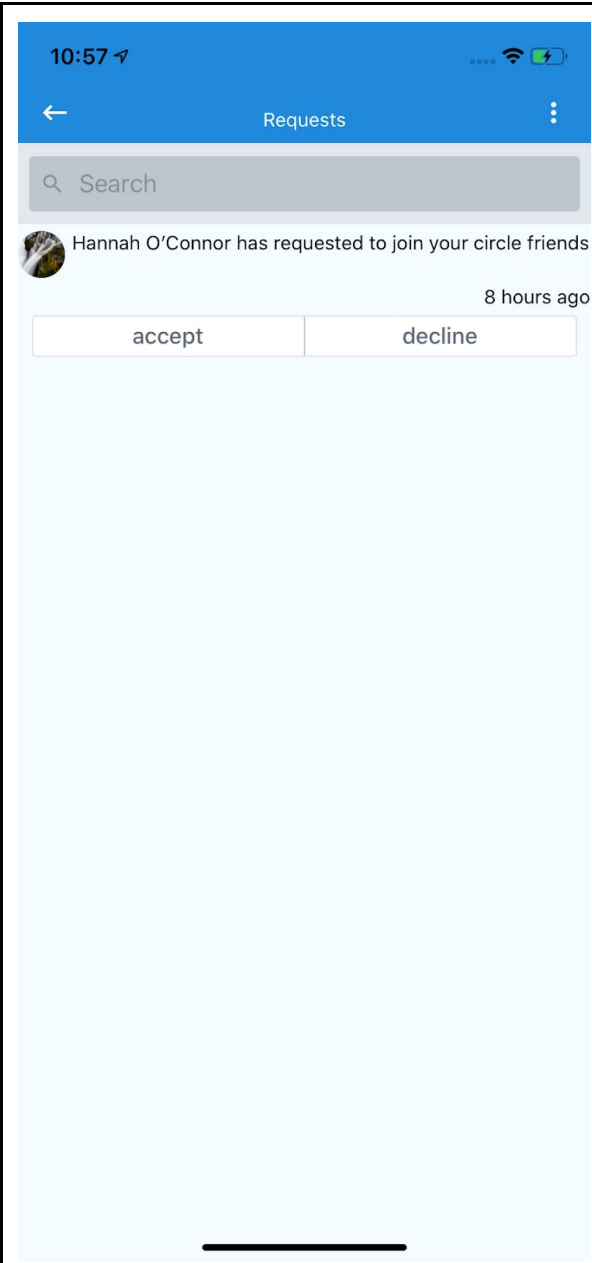 10:57
Requests
Search
Hannah O'Connor has requested to join your circle friends
8 hours ago
accept decline